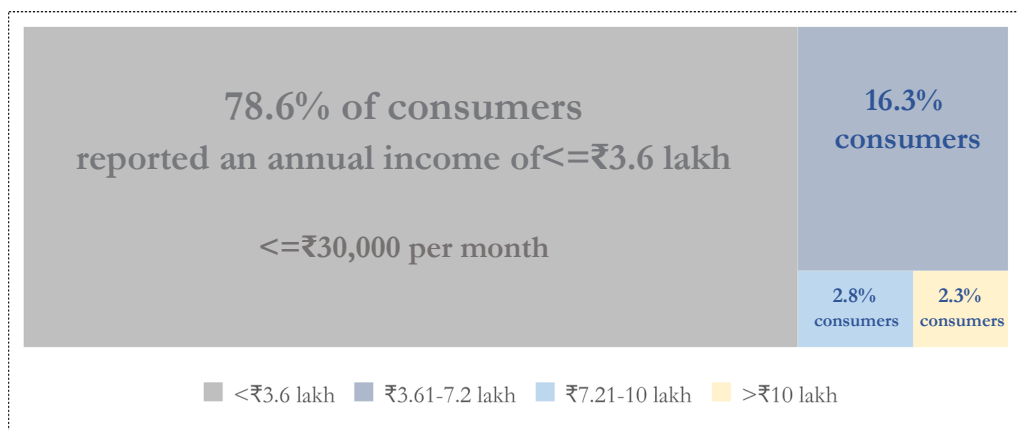 78.6% of consumers
reported an annual income of<=₹3.6 lakh
<=₹30,000 per month
16.3%
consumers
2.8%
consumers
2.3%
consumers
<₹3.6 lakh
₹3.61-7.2 lakh
₹7.21-10 lakh
>₹10 lakh